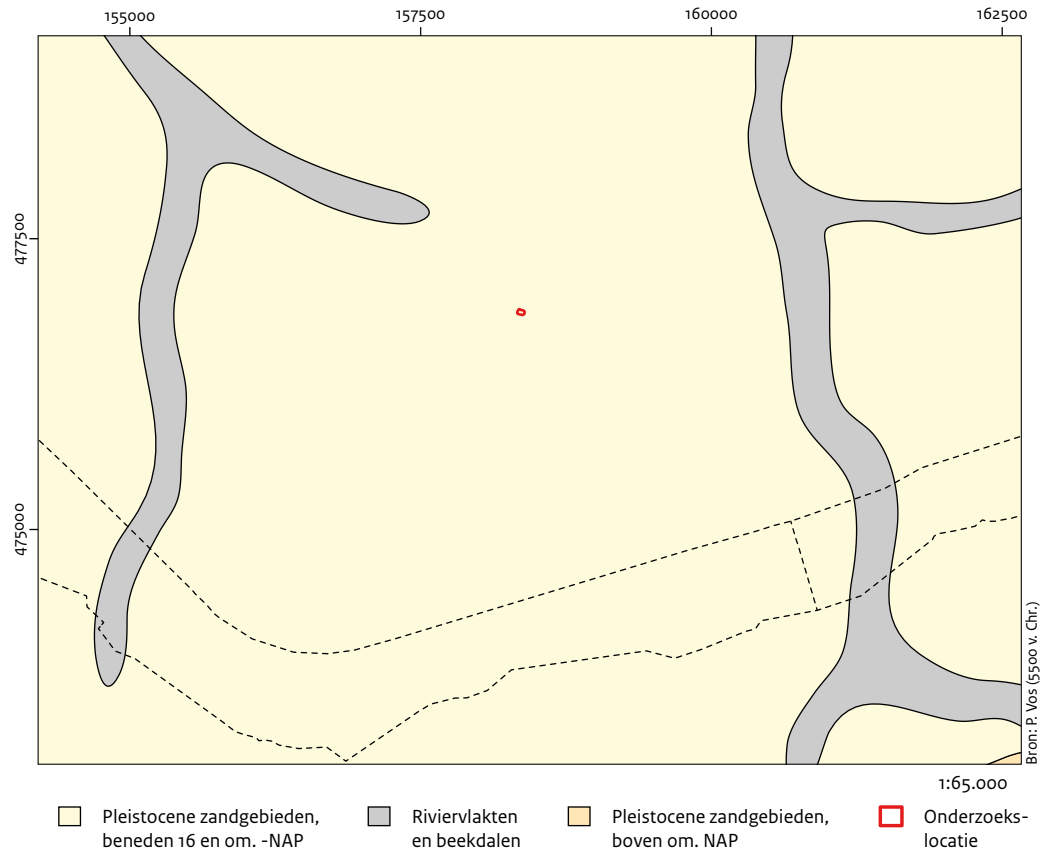 155000 157500 160000 162500
477500
475000
Bron: P. Vos (5500 v. Chr.)
1:65.000
Pleistocene zandgebieden,
beneden 16 en om. -NAP
Riviervlakten
en beekdalen
Pleistocene zandgebieden,
boven om. NAP
Onderzoeks-
locatie